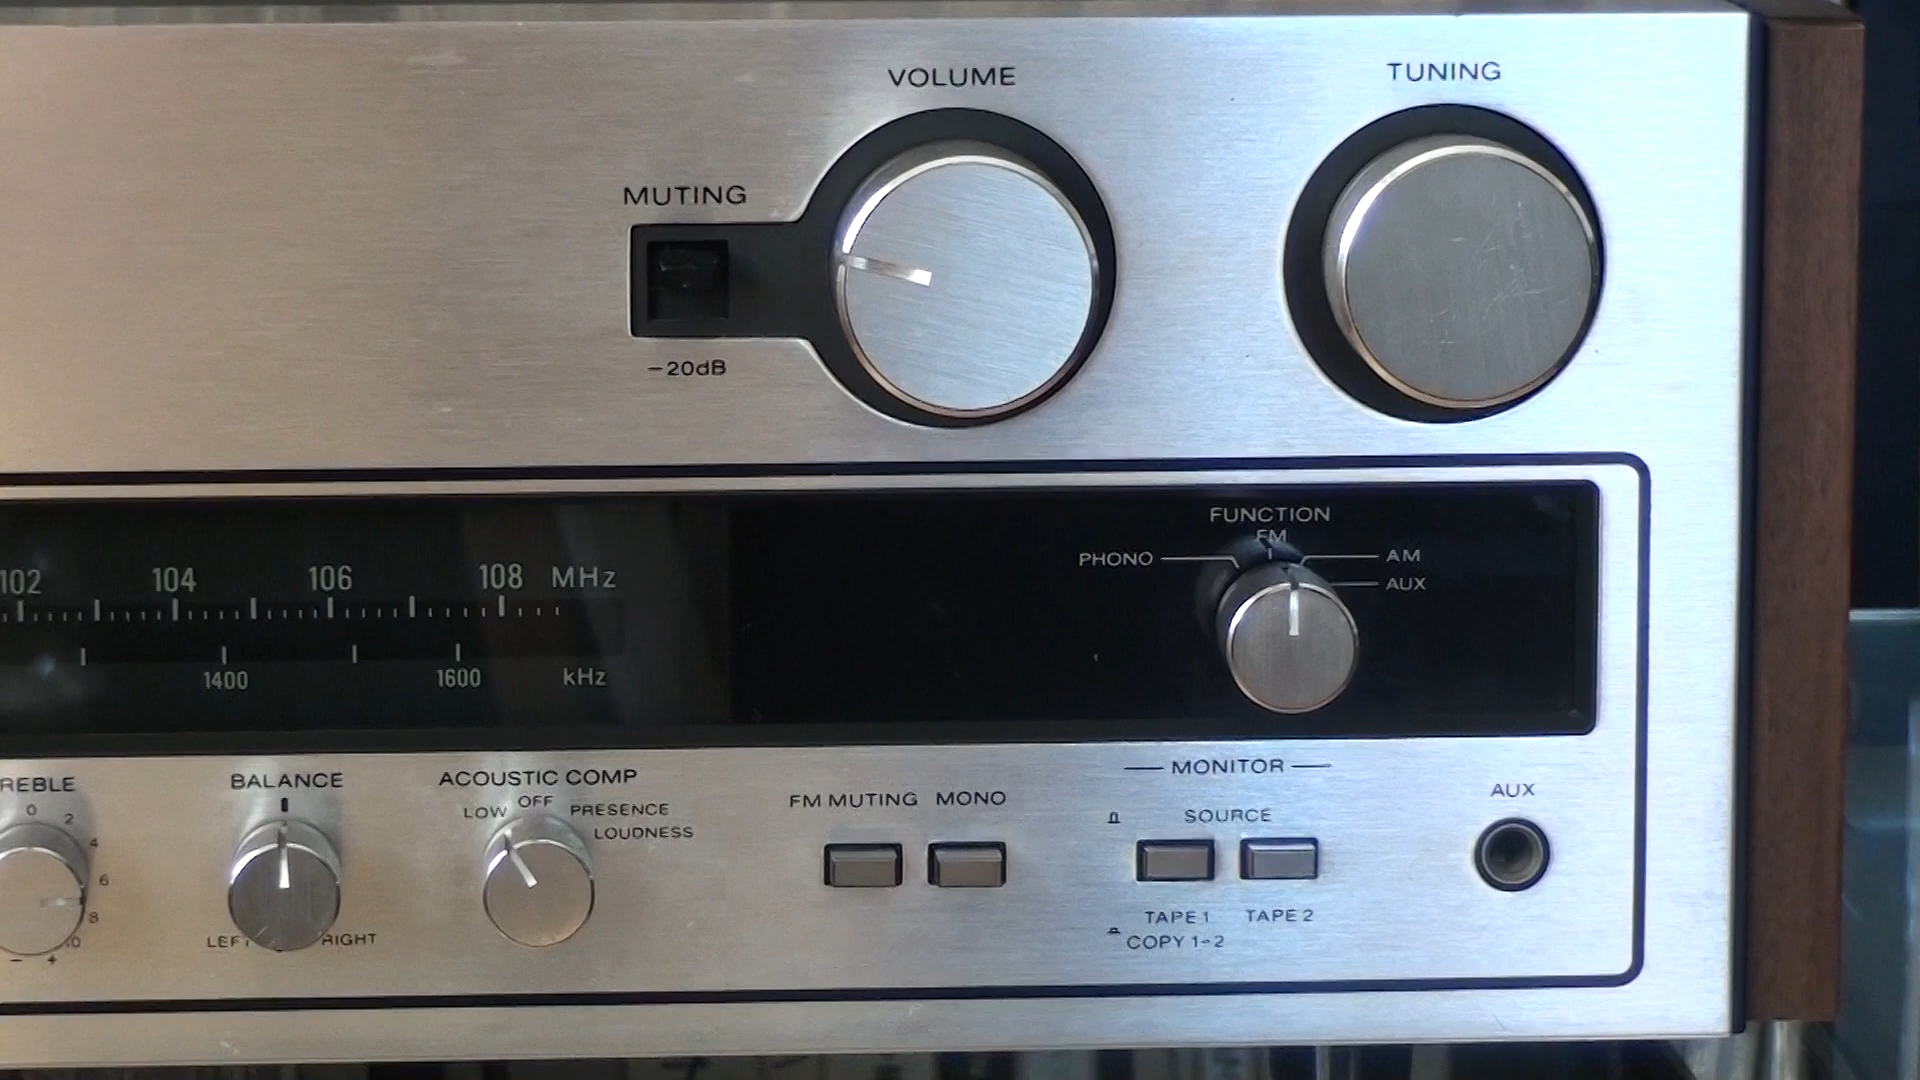 VOLUME
TUNING
MUTING
−20dB
FUNCTION
FM
PHONO
AM
AUX
102 104 106 108 MHz
1400 1600 kHz
REBLE
0
2
4
6
8
10
− +
BALANCE
LEFT RIGHT
ACOUSTIC COMP
LOW OFF PRESENCE
LOUDNESS
FM MUTING MONO
MONITOR
SOURCE
TAPE 1 TAPE 2
COPY 1-2
AUX